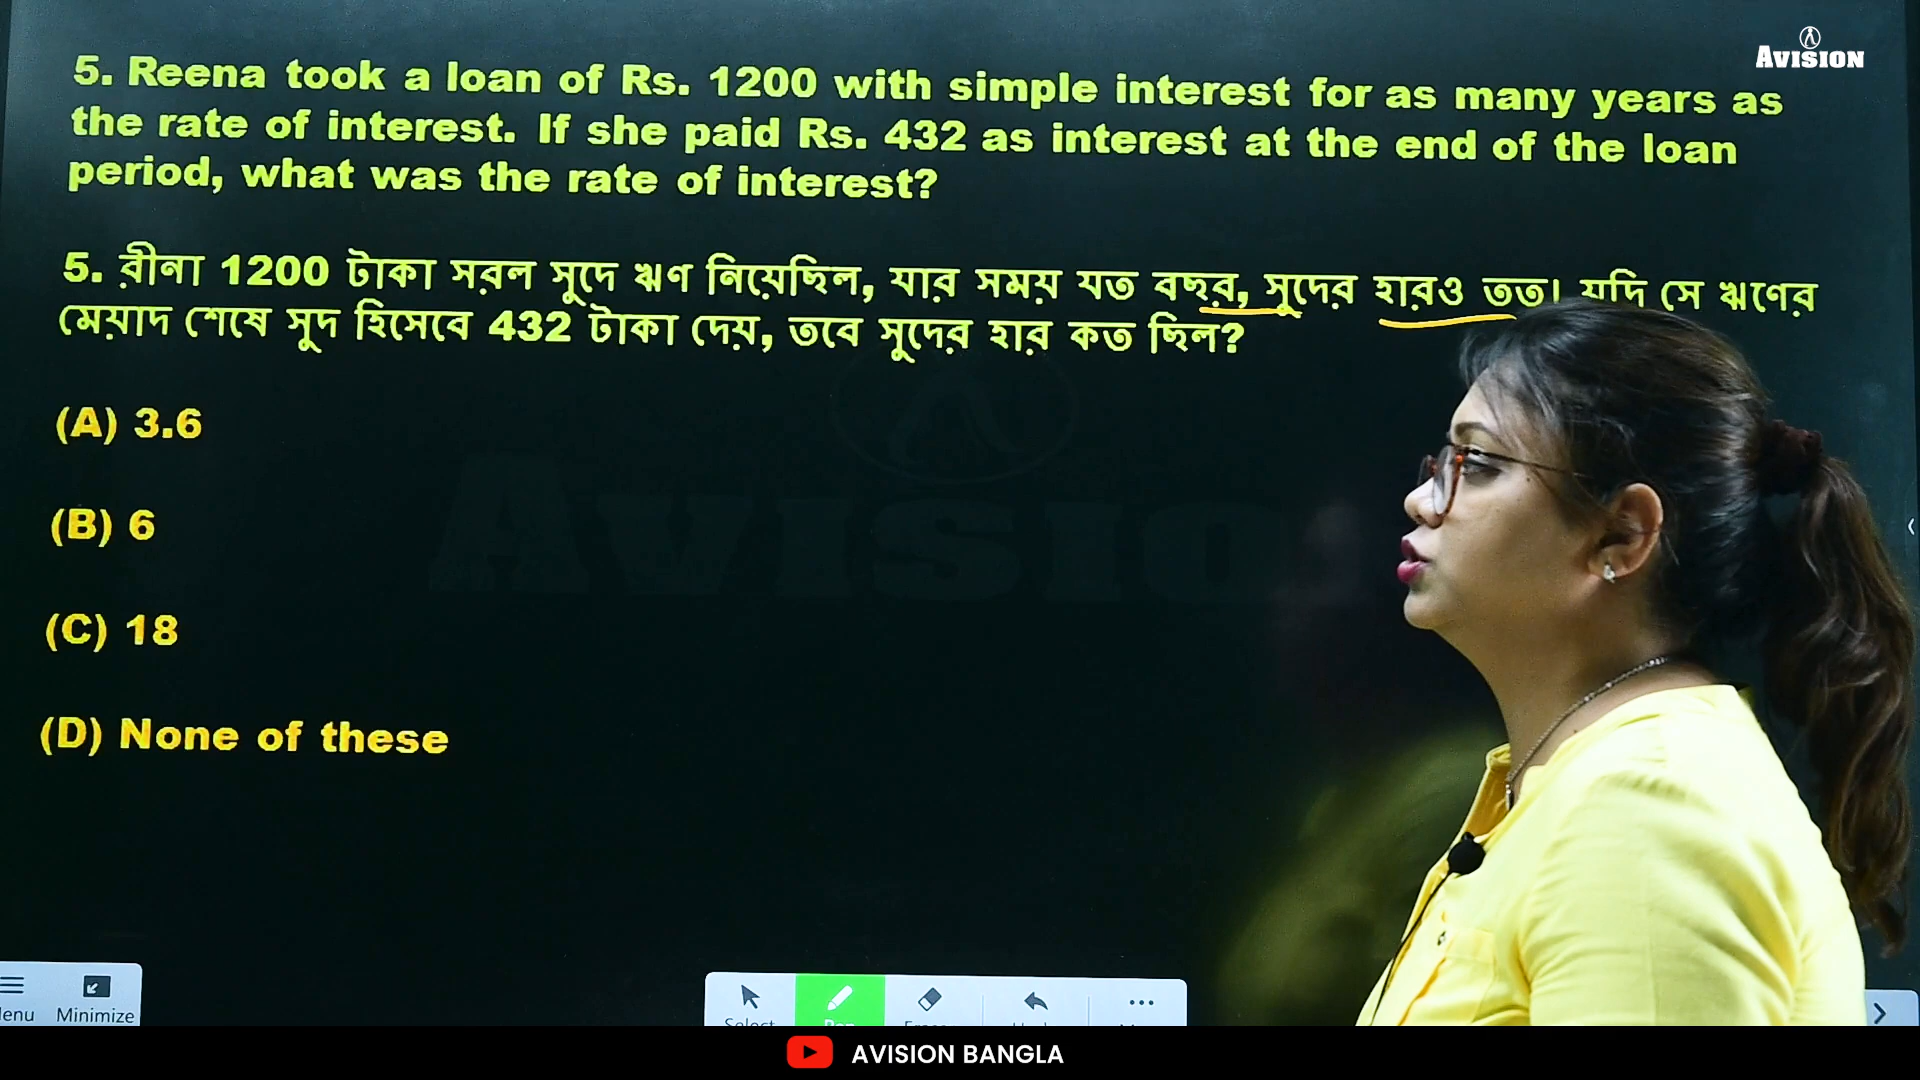 AVISION
5. Reena took a loan of Rs. 1200 with simple interest for as many years as
the rate of interest. If she paid Rs. 432 as interest at the end of the loan
period, what was the rate of interest?
5. রীনা 1200 টাকা সরল সুদে ঋণ নিয়েছিল, যার সময় যত বছর, সুদের হারও তত। যদি সে ঋণের
মেয়াদ শেষে সুদ হিসেবে 432 টাকা দেয়, তবে সুদের হার কত ছিল?
(A) 3.6
(B) 6
(C) 18
(D) None of these
Minimize
AVISION BANGLA